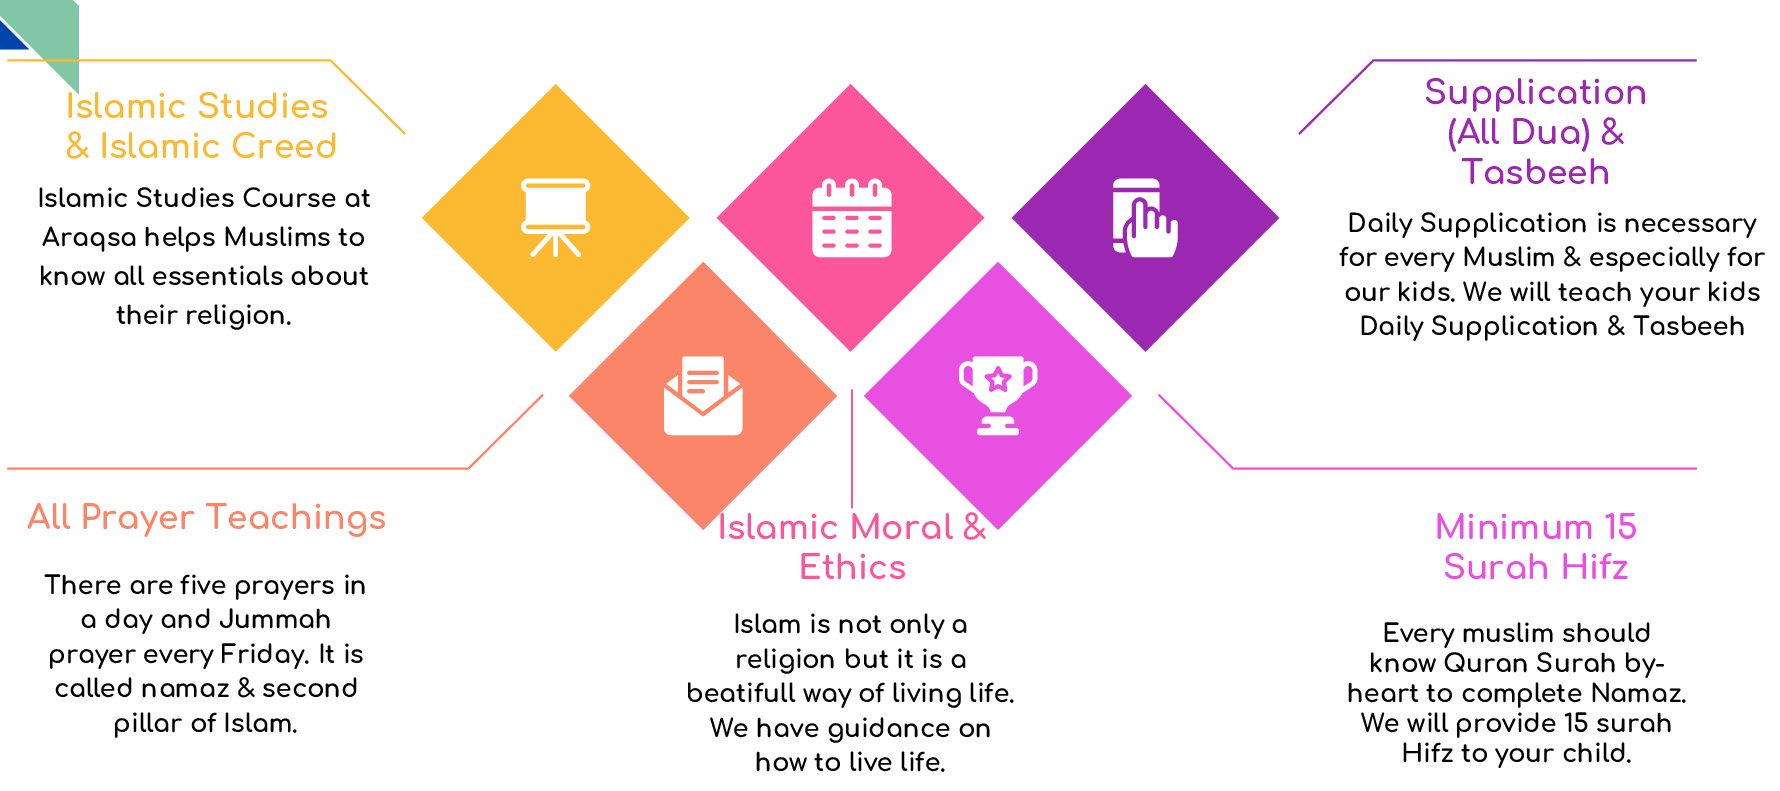 Islamic Studies
& Islamic Creed
Islamic Studies Course at
Araqsa helps Muslims to
know all essentials about
their religion.
Supplication
(All Dua) &
Tasbeeh
Daily Supplication is necessary
for every Muslim & especially for
our kids. We will teach your kids
Daily Supplication & Tasbeeh
All Prayer Teachings
There are five prayers in
a day and Jummah
prayer every Friday. It is
called namaz & second
pillar of Islam.
Islamic Moral &
Ethics
Islam is not only a
religion but it is a
beatifull way of living life.
We have guidance on
how to live life.
Minimum 15
Surah Hifz
Every muslim should
know Quran Surah by-
heart to complete Namaz.
We will provide 15 surah
Hifz to your child.